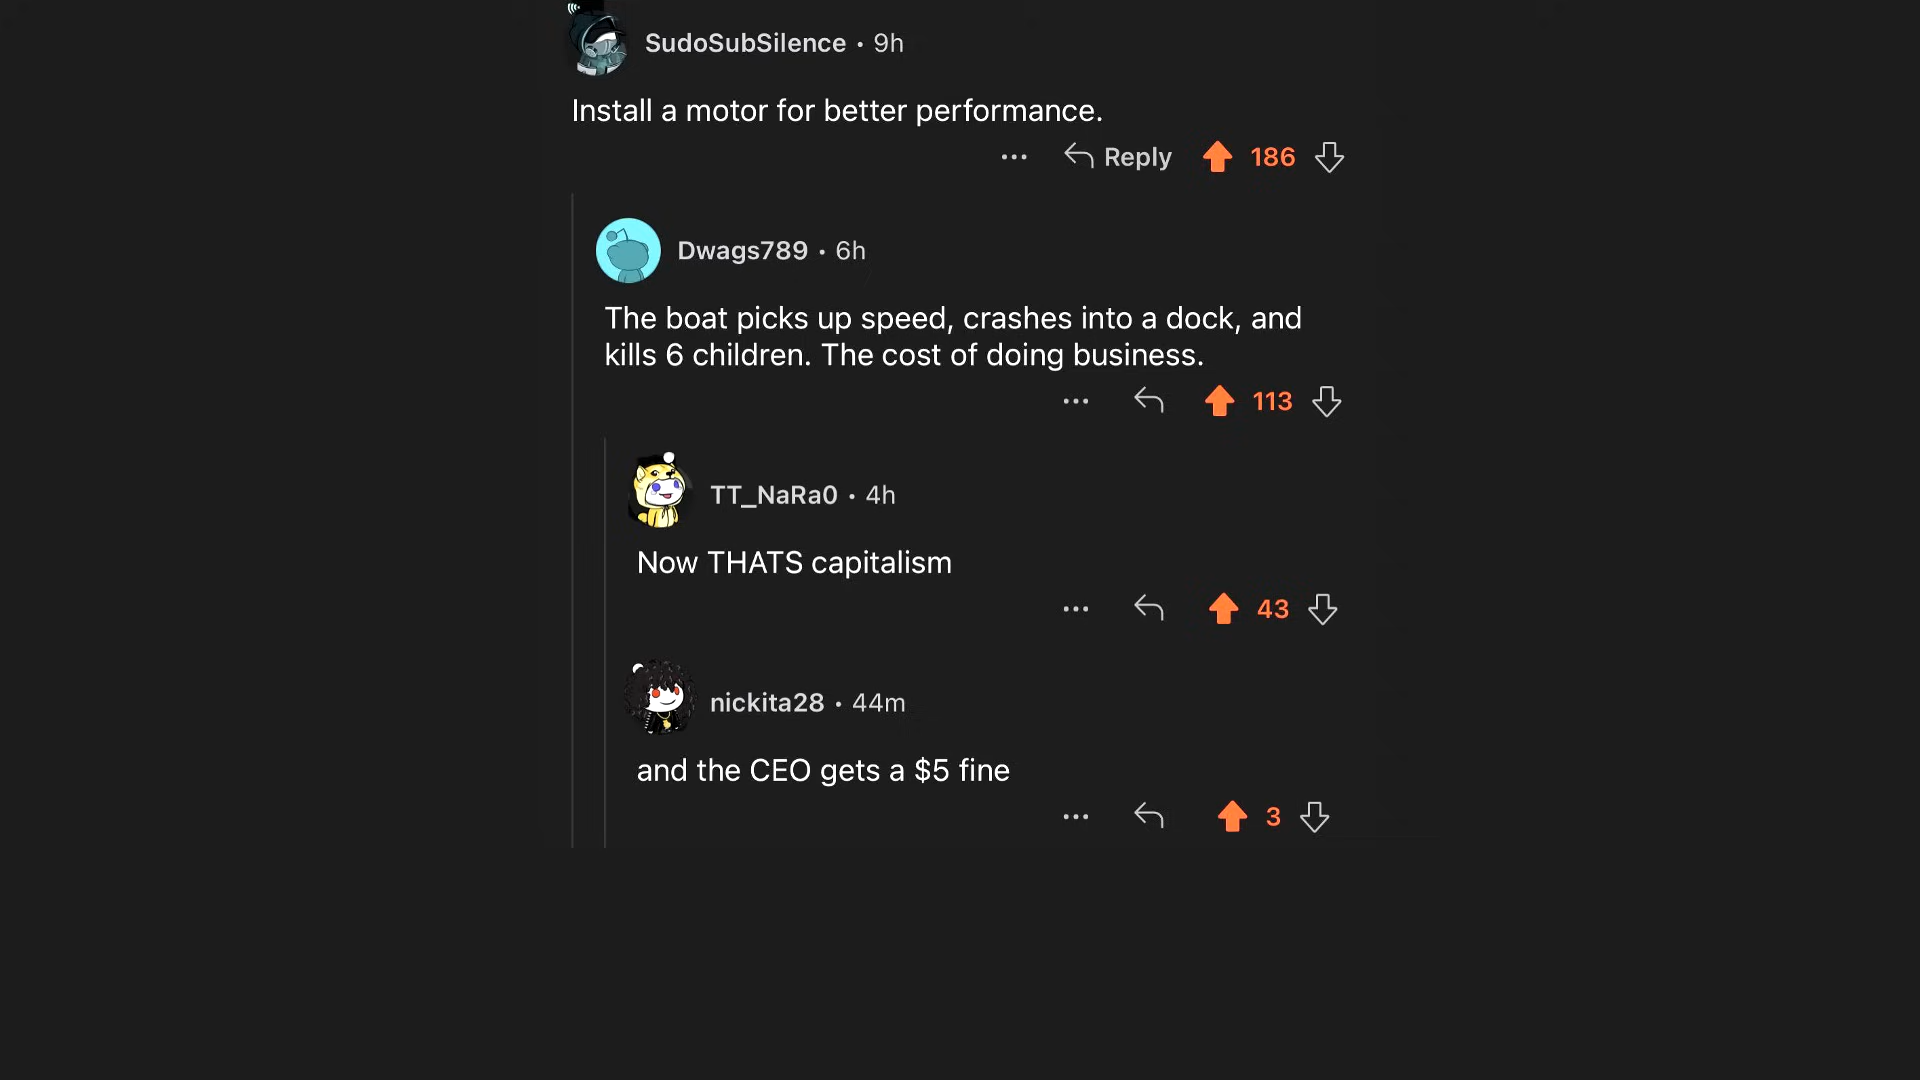 SudoSubSilence • 9h
Install a motor for better performance.
Reply 186
Dwags789 • 6h
The boat picks up speed, crashes into a dock, and
kills 6 children. The cost of doing business.
113
TT_NaRa0 • 4h
Now THATS capitalism
43
nickita28 • 44m
and the CEO gets a $5 fine
3